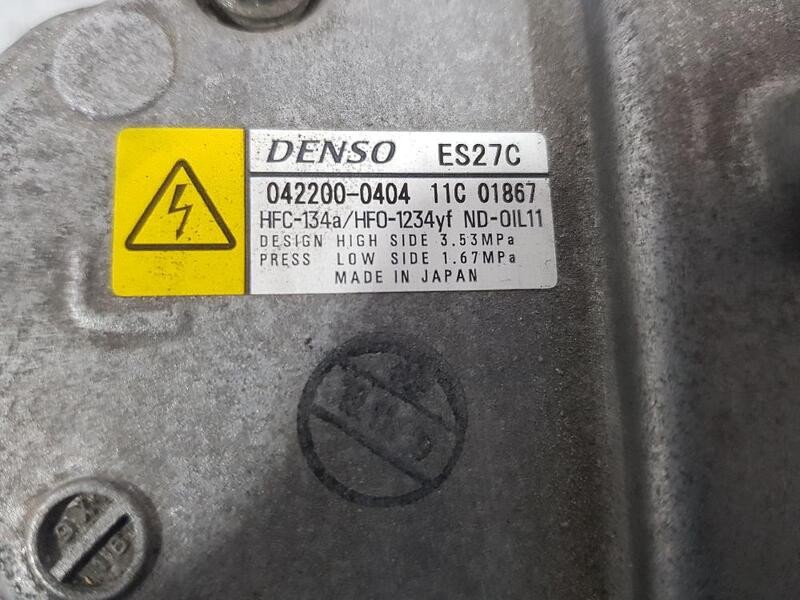 DENSO ES27C
042200-0404 11C 01867
HFC-134a/HFO-1234yf ND-OIL11
DESIGN HIGH SIDE 3.53MPa
PRESS LOW SIDE 1.67MPa
MADE IN JAPAN